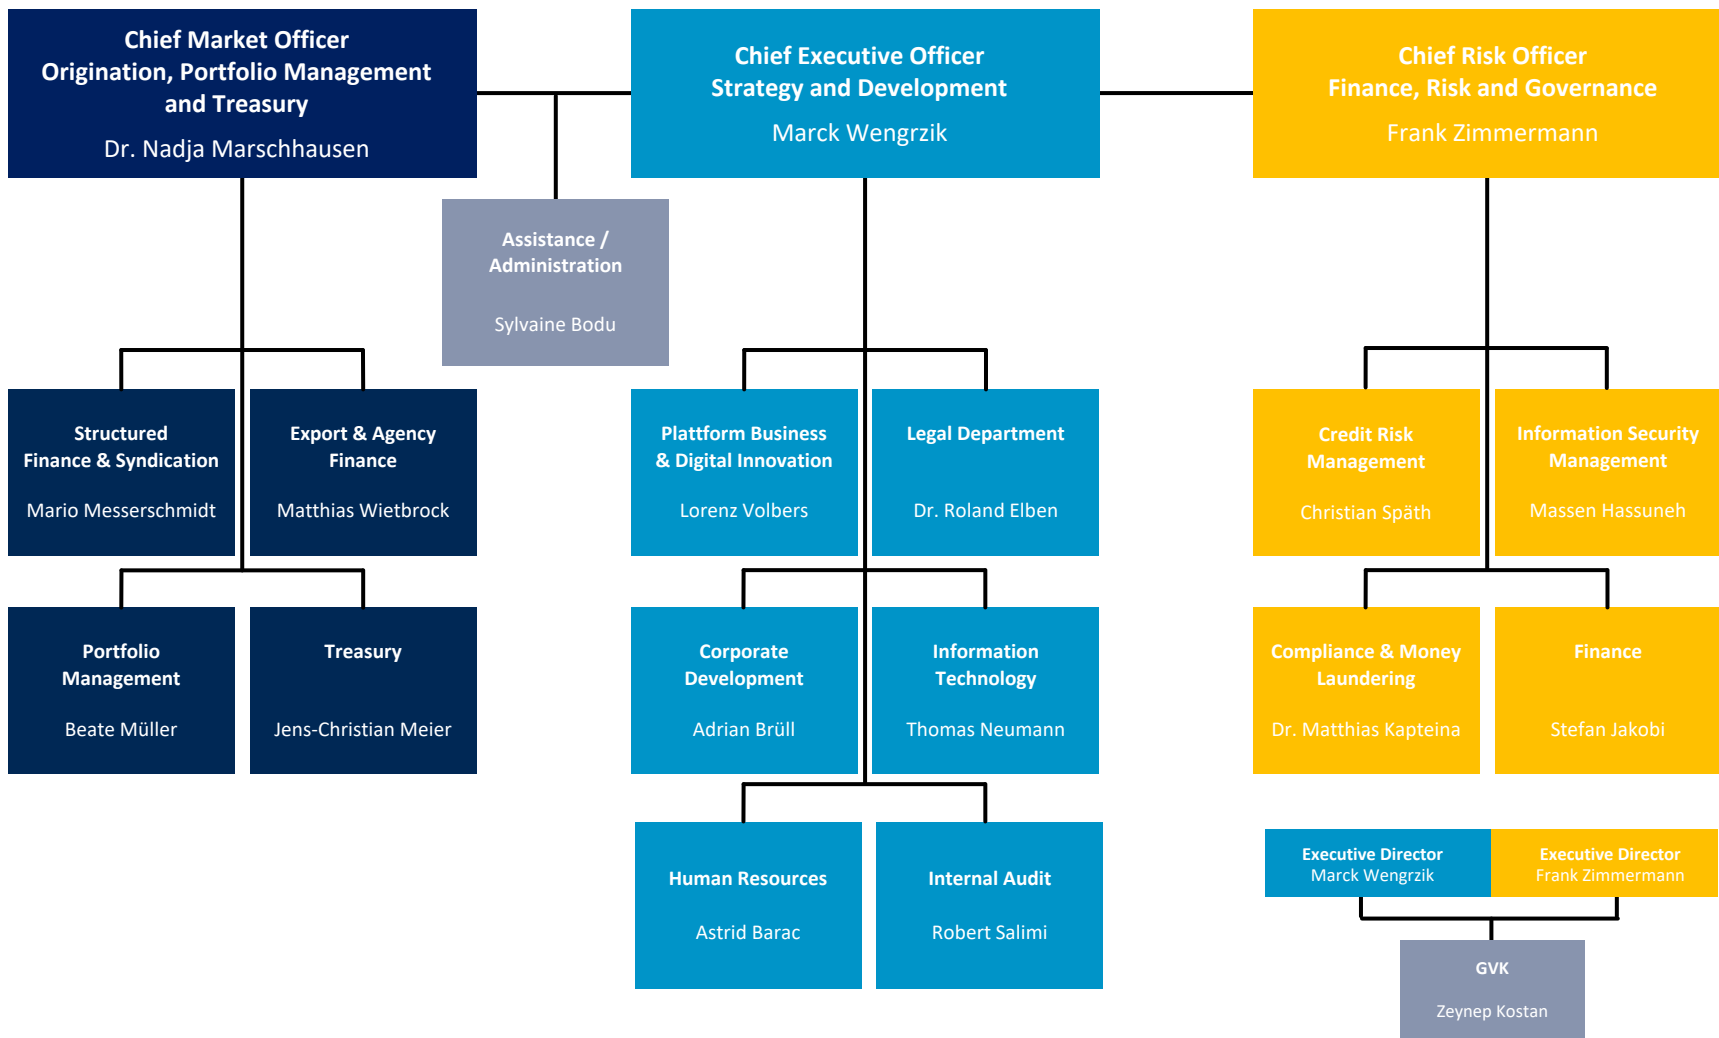 Chief Market Officer
Origination, Portfolio Management
and Treasury
Dr. Nadja Marschhausen
Chief Executive Officer
Strategy and Development
Marck Wengrzik
Chief Risk Officer
Finance, Risk and Governance
Frank Zimmermann
Assistance /
Administration
Sylvaine Bodu
Structured
Finance & Syndication
Mario Messerschmidt
Export & Agency
Finance
Matthias Wietbrock
Plattform Business
& Digital Innovation
Lorenz Volbers
Legal Department
Dr. Roland Elben
Credit Risk
Management
Christian Späth
Information Security
Management
Massen Hassuneh
Portfolio
Management
Beate Müller
Treasury
Jens-Christian Meier
Corporate
Development
Adrian Brüll
Information
Technology
Thomas Neumann
Compliance & Money
Laundering
Dr. Matthias Kapteina
Finance
Stefan Jakobi
Human Resources
Astrid Barac
Internal Audit
Robert Salimi
Executive Director
Marck Wengrzik
Executive Director
Frank Zimmermann
GVK
Zeynep Kostan